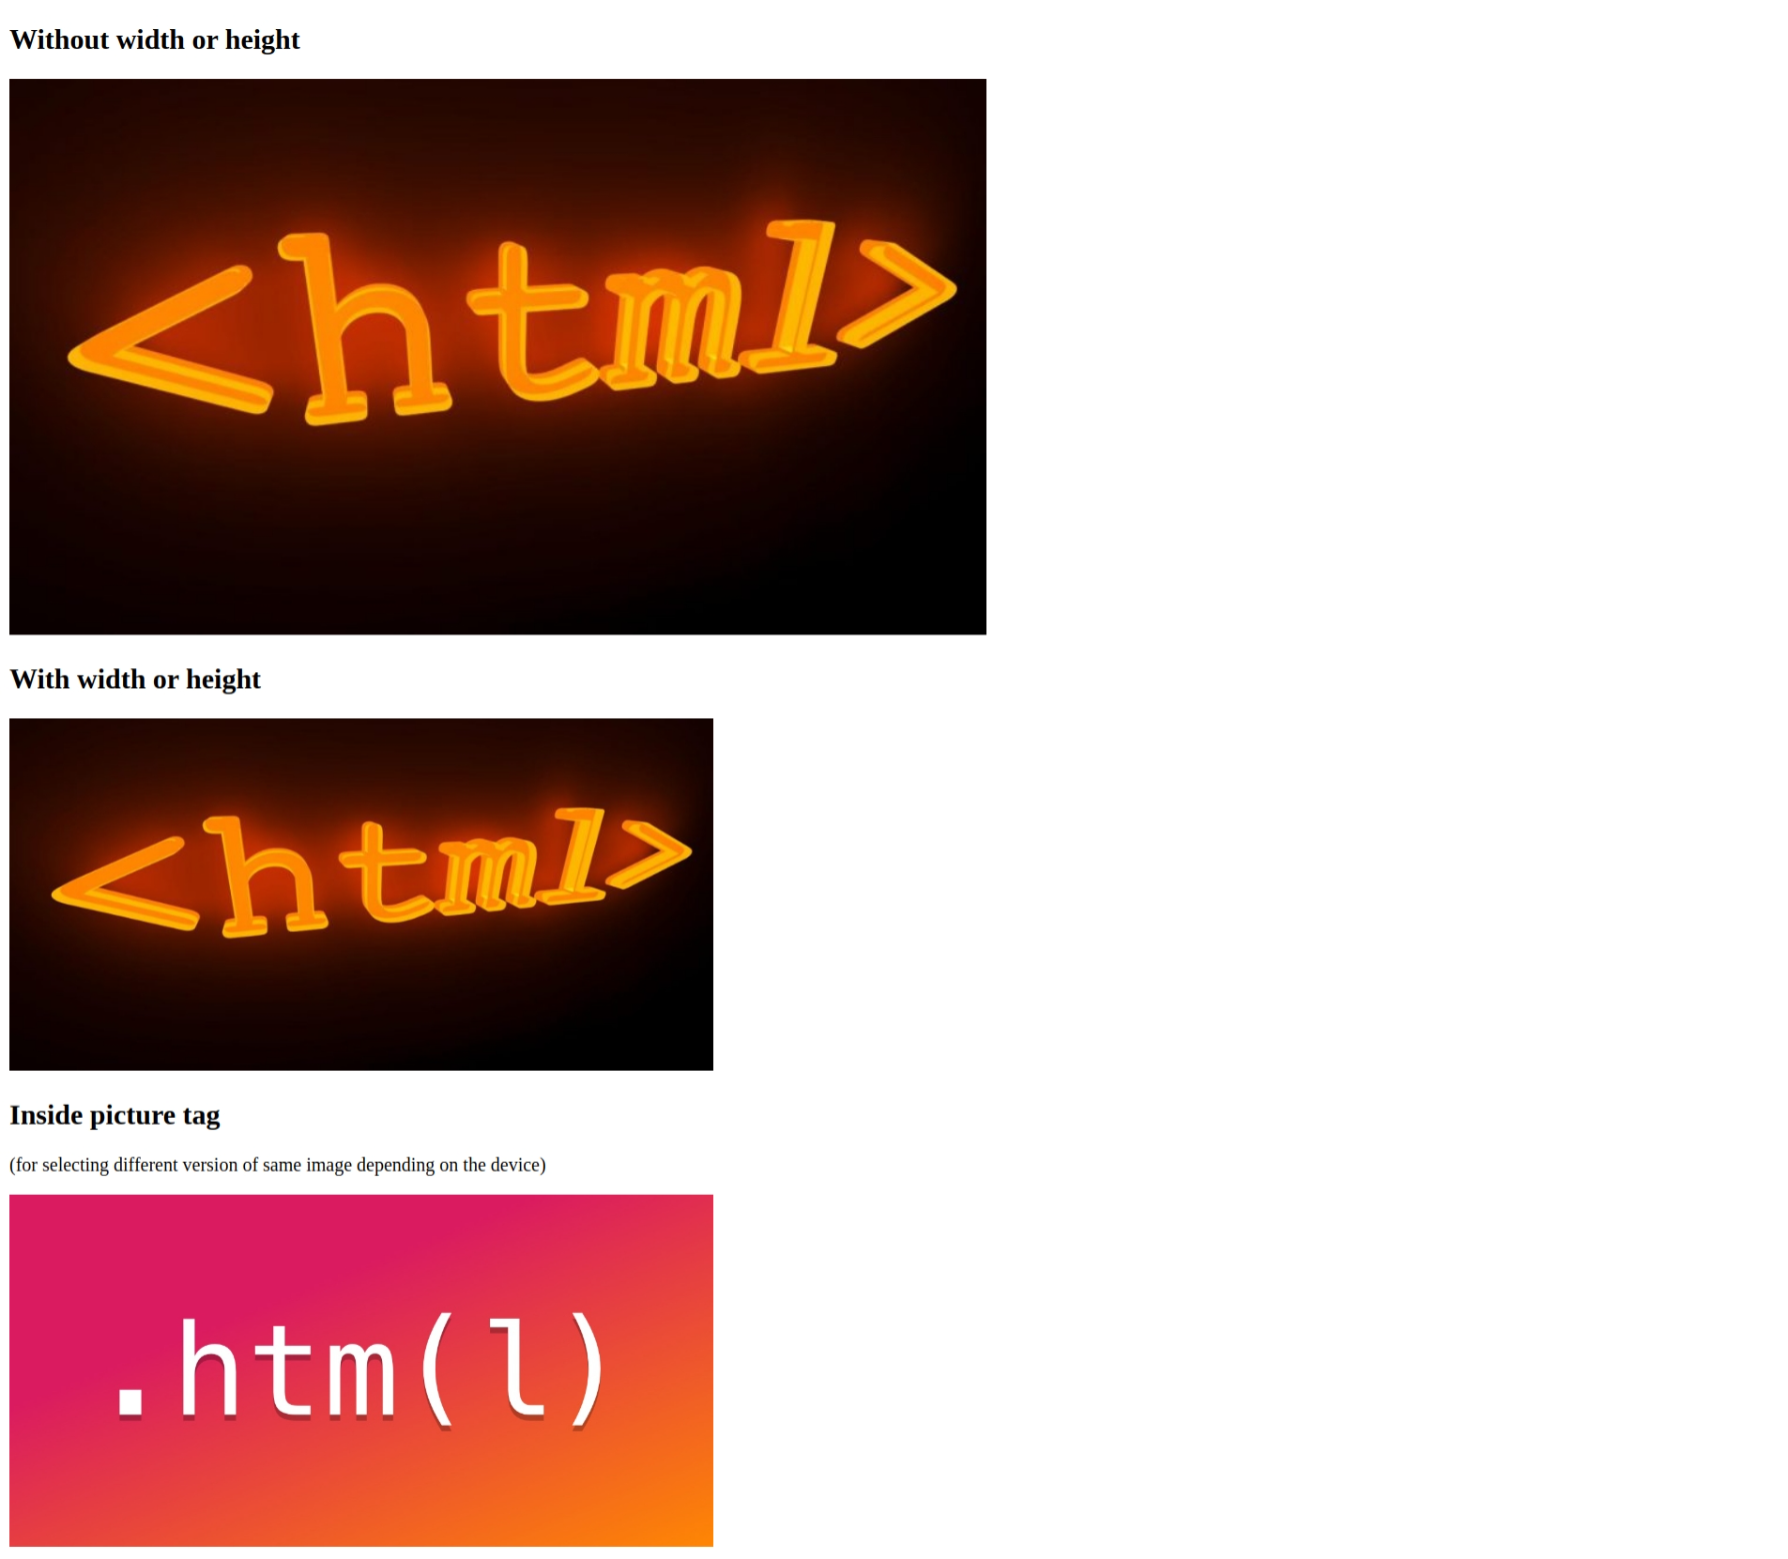 Without width or height
<html>
With width or height
<html>
Inside picture tag
(for selecting different version of same image depending on the device)
.htm(l)